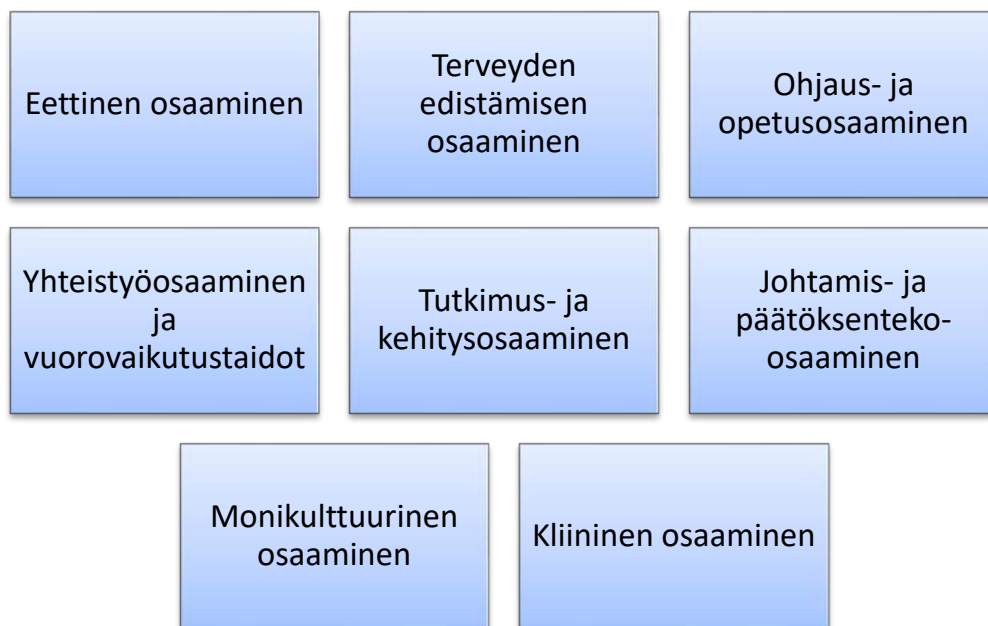 Eettinen osaaminen
Terveyden
edistämisen
osaaminen
Ohjaus- ja
opetusosaaminen
Yhteistyöosaaminen
ja
vuorovaikutustaidot
Tutkimus- ja
kehitysosaaminen
Johtamis- ja
päätöksenteko-
osaaminen
Monikulttuurinen
osaaminen
Kliininen osaaminen